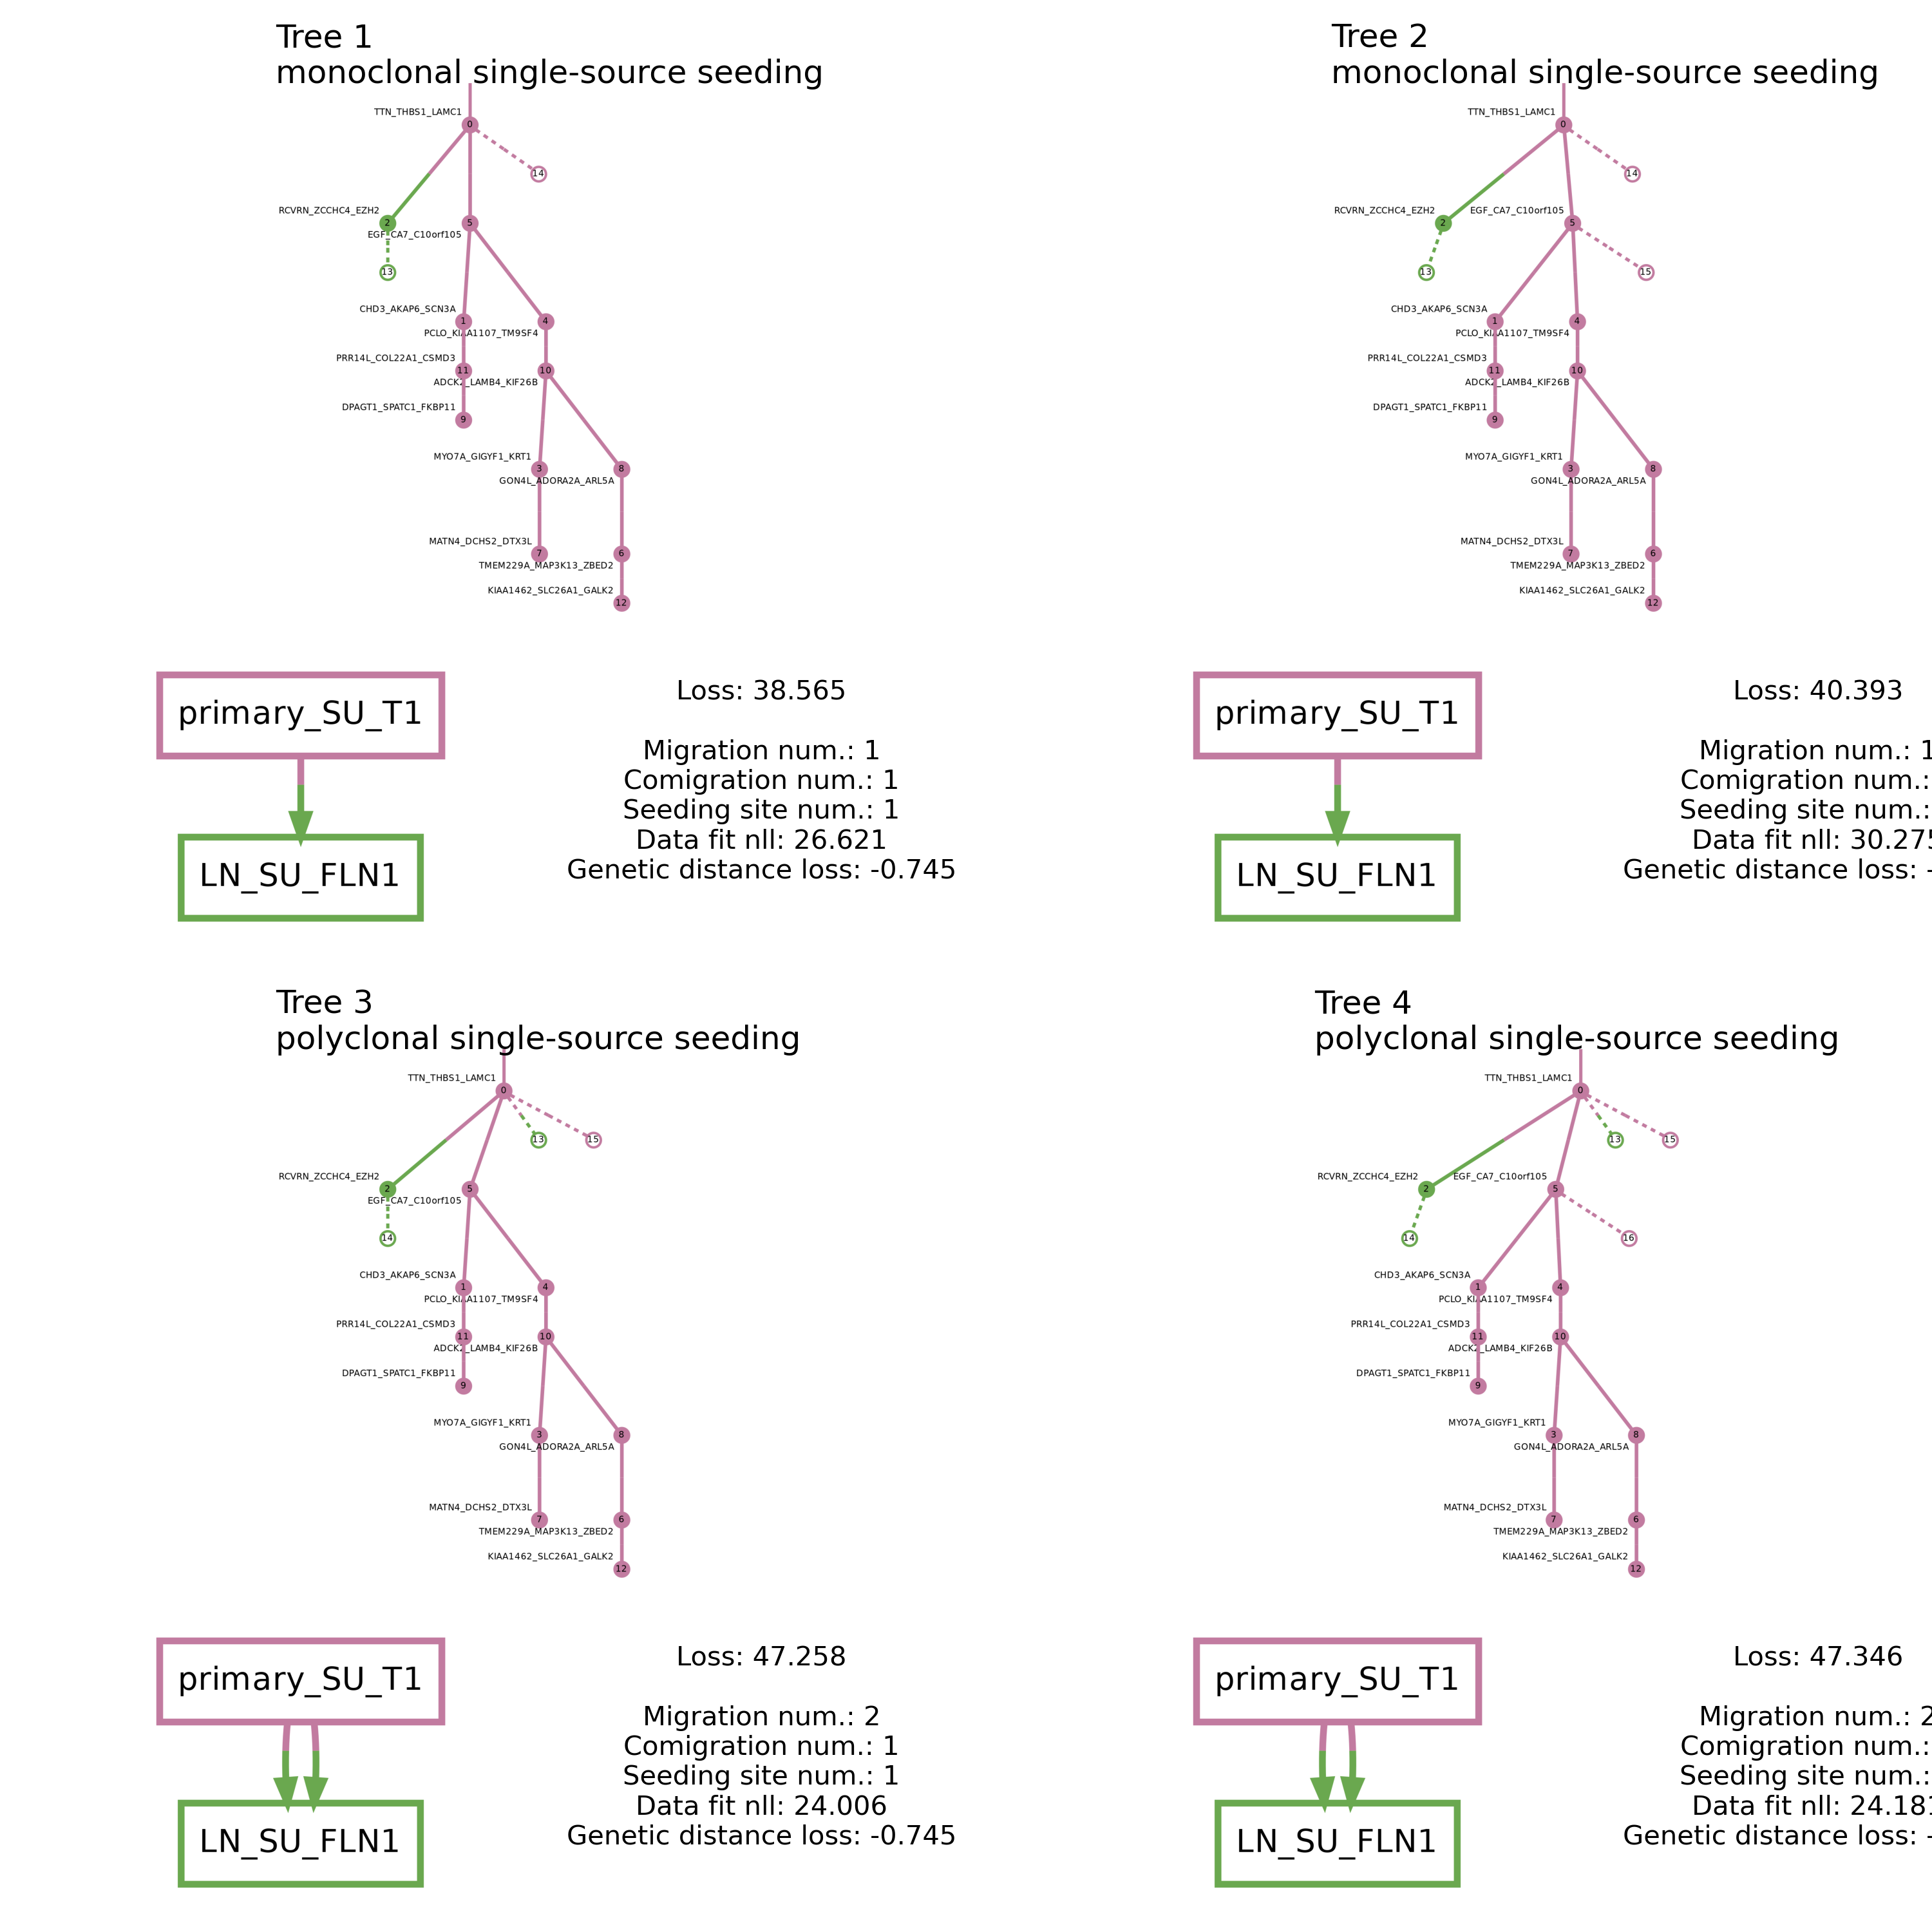 Tree 1
monoclonal single-source seeding
TTN_THBS1_LAMC1
0
14
RCVRN_ZCCHC4_EZH2
2
5
EGF_CA7_C10orf105
13
CHD3_AKAP6_SCN3A
1
4
PCLO_KIAA1107_TM9SF4
PRR14L_COL22A1_CSMD3
11
10
ADCK2_LAMB4_KIF26B
DPAGT1_SPATC1_FKBP11
9
MYO7A_GIGYF1_KRT1
3
8
GON4L_ADORA2A_ARL5A
MATN4_DCHS2_DTX3L
7
6
TMEM229A_MAP3K13_ZBED2
KIAA1462_SLC26A1_GALK2
12
primary_SU_T1
LN_SU_FLN1
Loss: 38.565
Migration num.: 1
Comigration num.: 1
Seeding site num.: 1
Data fit nll: 26.621
Genetic distance loss: -0.745
Tree 2
monoclonal single-source seeding
TTN_THBS1_LAMC1
0
14
RCVRN_ZCCHC4_EZH2
2
EGF_CA7_C10orf105
5
13
15
CHD3_AKAP6_SCN3A
1
4
PCLO_KIAA1107_TM9SF4
PRR14L_COL22A1_CSMD3
11
10
ADCK2_LAMB4_KIF26B
DPAGT1_SPATC1_FKBP11
9
MYO7A_GIGYF1_KRT1
3
8
GON4L_ADORA2A_ARL5A
MATN4_DCHS2_DTX3L
7
6
TMEM229A_MAP3K13_ZBED2
KIAA1462_SLC26A1_GALK2
12
primary_SU_T1
LN_SU_FLN1
Loss: 40.393
Migration num.: 1
Comigration num.:
Seeding site num.:
Data fit nll: 30.275
Genetic distance loss: -
Tree 3
polyclonal single-source seeding
TTN_THBS1_LAMC1
0
13
15
RCVRN_ZCCHC4_EZH2
2
5
EGF_CA7_C10orf105
14
CHD3_AKAP6_SCN3A
1
4
PCLO_KIAA1107_TM9SF4
PRR14L_COL22A1_CSMD3
11
10
ADCK2_LAMB4_KIF26B
DPAGT1_SPATC1_FKBP11
9
MYO7A_GIGYF1_KRT1
3
8
GON4L_ADORA2A_ARL5A
MATN4_DCHS2_DTX3L
7
6
TMEM229A_MAP3K13_ZBED2
KIAA1462_SLC26A1_GALK2
12
primary_SU_T1
LN_SU_FLN1
Loss: 47.258
Migration num.: 2
Comigration num.: 1
Seeding site num.: 1
Data fit nll: 24.006
Genetic distance loss: -0.745
Tree 4
polyclonal single-source seeding
TTN_THBS1_LAMC1
0
13
15
RCVRN_ZCCHC4_EZH2
2
EGF_CA7_C10orf105
5
14
16
CHD3_AKAP6_SCN3A
1
4
PCLO_KIAA1107_TM9SF4
PRR14L_COL22A1_CSMD3
11
10
ADCK2_LAMB4_KIF26B
DPAGT1_SPATC1_FKBP11
9
MYO7A_GIGYF1_KRT1
3
8
GON4L_ADORA2A_ARL5A
MATN4_DCHS2_DTX3L
7
6
TMEM229A_MAP3K13_ZBED2
KIAA1462_SLC26A1_GALK2
12
primary_SU_T1
LN_SU_FLN1
Loss: 47.346
Migration num.: 2
Comigration num.:
Seeding site num.:
Data fit nll: 24.181
Genetic distance loss: -